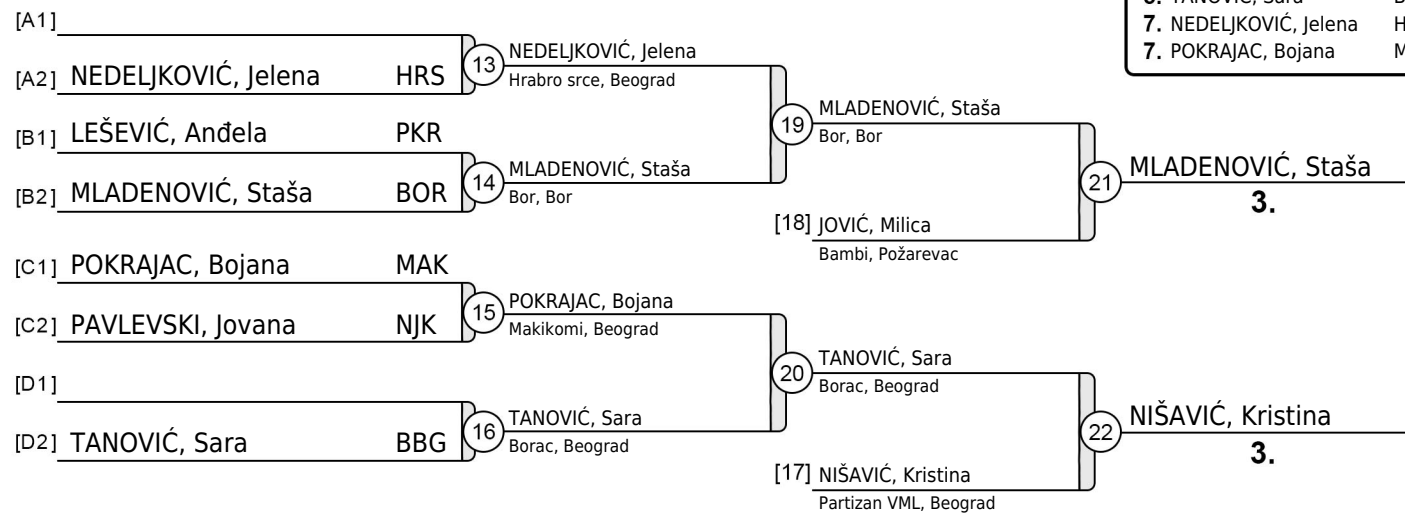 TANOVIĆ, Sara
7. NEDELJKOVIĆ, Jelena H
7. POKRAJAC, Bojana M
[A1]
[A2] NEDELJKOVIĆ, Jelena HRS
13 NEDELJKOVIĆ, Jelena
Hrabro srce, Beograd
[B1] LEŠEVIĆ, Anđela PKR
[B2] MLADENOVIĆ, Staša BOR
14 MLADENOVIĆ, Staša
Bor, Bor
19 MLADENOVIĆ, Staša
Bor, Bor
[18] JOVIĆ, Milica
Bambi, Požarevac
21 MLADENOVIĆ, Staša
3.
[C1] POKRAJAC, Bojana MAK
[C2] PAVLEVSKI, Jovana NJK
15 POKRAJAC, Bojana
Makikomi, Beograd
[D1]
[D2] TANOVIĆ, Sara BBG
16 TANOVIĆ, Sara
Borac, Beograd
20 TANOVIĆ, Sara
Borac, Beograd
[17] NIŠAVIĆ, Kristina
Partizan VML, Beograd
22 NIŠAVIĆ, Kristina
3.